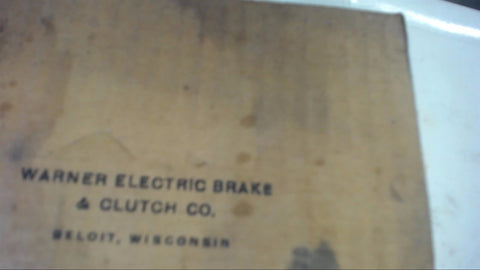 WARNER ELECTRIC BRAKE
& CLUTCH CO.
BELOIT, WISCONSIN